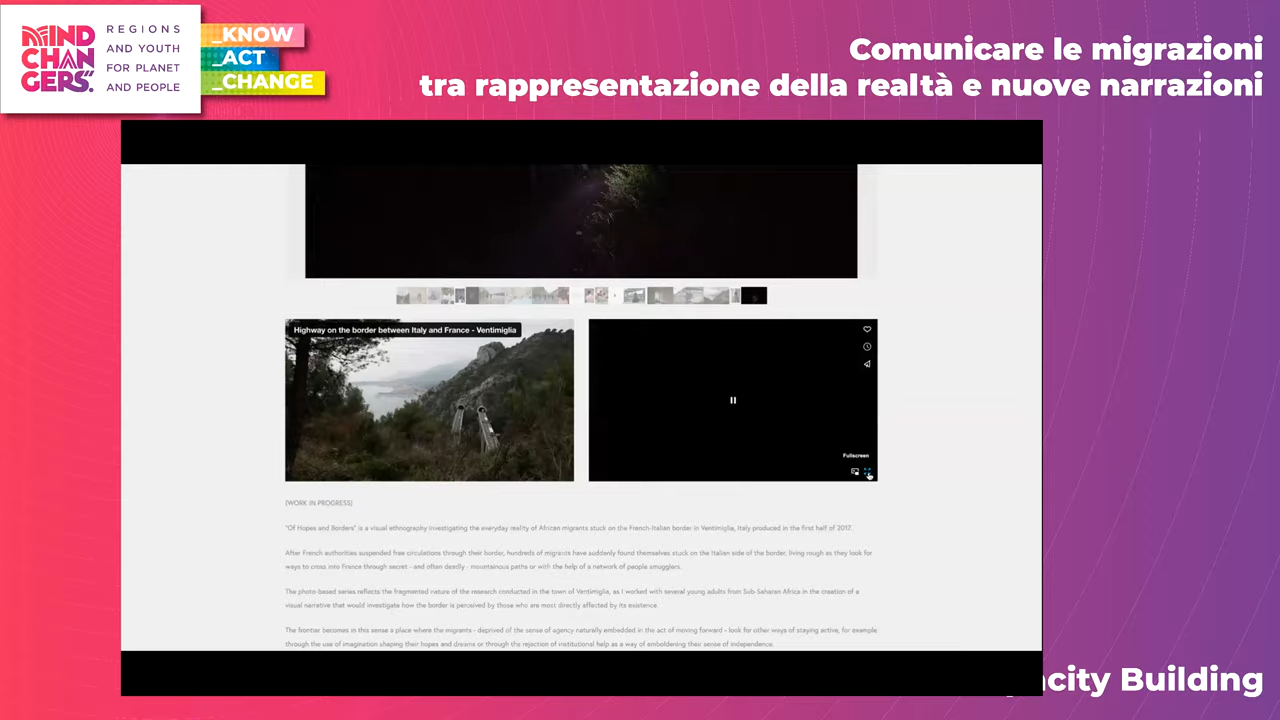 MIND
CHAN
GERS
REGIONS
AND YOUTH
FOR PLANET
AND PEOPLE
_KNOW
_ACT
_CHANGE
Comunicare le migrazioni
tra rappresentazione della realtà e nuove narrazioni
Highway on the border between Italy and France - Ventimiglia
Fullscreen
(WORK IN PROGRESS)
"Of Hopes and Borders" is a visual ethnography investigating the everyday reality of African migrants stuck on the French-Italian border in Ventimiglia, Italy produced in the first half of 2017.
After French authorities suspended free circulations through their border, hundreds of migrants have suddenly found themselves stuck on the Italian side of the border, living rough as they look for
ways to cross into France through secret - and often deadly - mountainous paths or with the help of a network of people smugglers.
The photo-based series reflects the fragmented nature of the research conducted in the town of Ventimiglia, as I worked with several young adults from Sub-Saharan Africa in the creation of a
visual narrative that would investigate how the border is perceived by those who are most directly affected by its existence.
The frontier becomes in this sense a place where the migrants - deprived of the sense of agency naturally embedded in the act of moving forward - look for other ways of staying active, for example
through the use of imagination shaping their hopes and dreams or through the rejection of institutional help as a way of emboldening their sense of independence.
acity Building